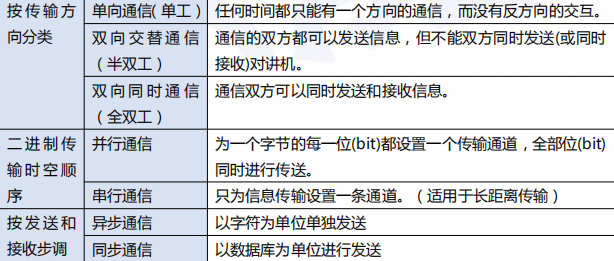 按传输方向分类
单向通信(单工)
任何时间都只能有一个方向的通信，而没有反方向的交互。
双向交替通信
（半双工）
通信的双方都可以发送信息，但不能双方同时发送(或同时
接收)对讲机。
双向同时通信
（全双工）
通信双方可以同时发送和接收信息。
二进制传
输时空顺
序
并行通信
为一个字节的每一位(bit)都设置一个传输通道，全部位(bit)
同时进行传送。
串行通信
只为信息传输设置一条通道。（适用于长距离传输）
按发送和
接收步调
异步通信
以字符为单位单独发送
同步通信
以数据库为单位进行发送